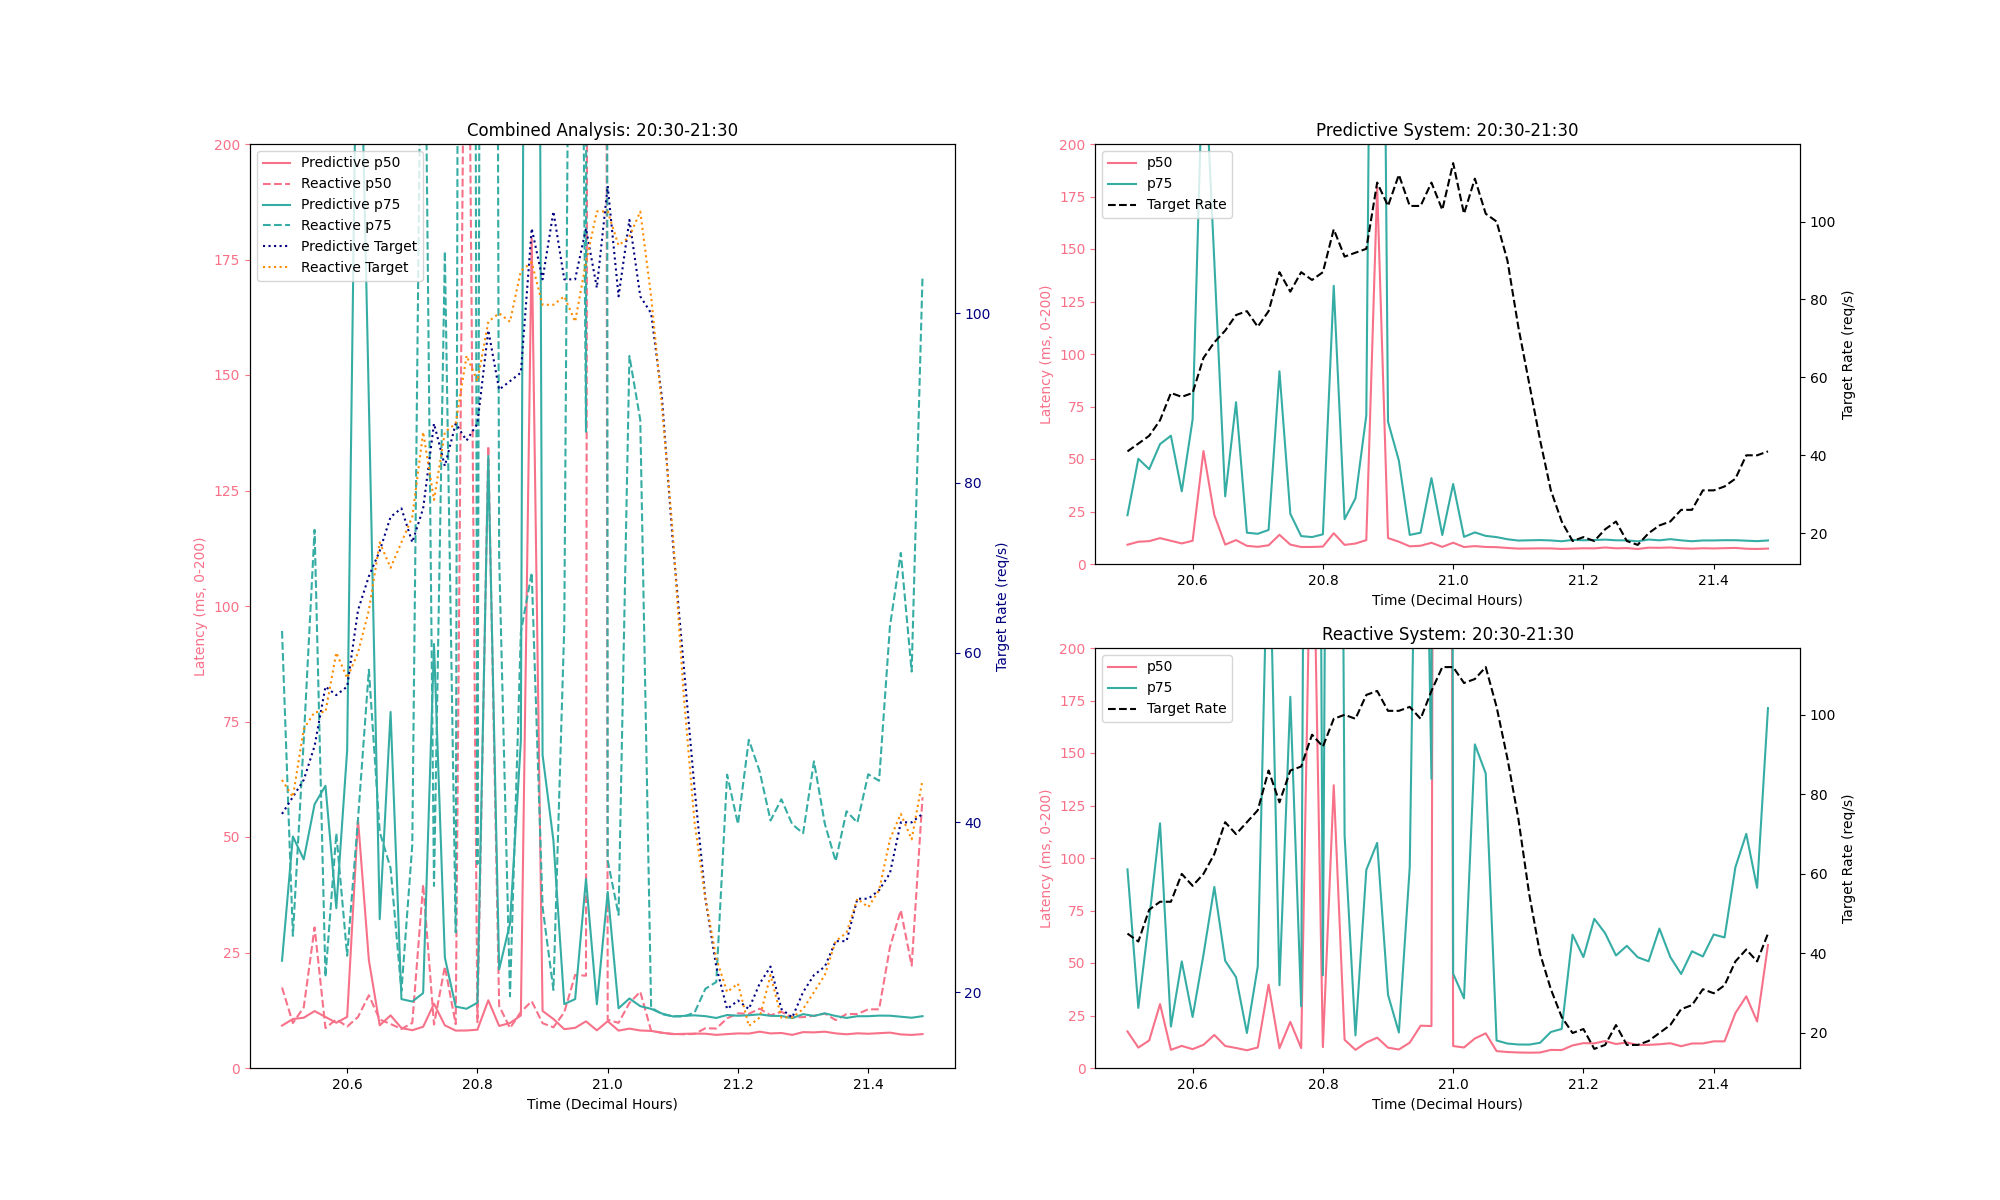 Combined Analysis: 20:30-21:30
Predictive p50
Reactive p50
Predictive p75
Reactive p75
Predictive Target
Reactive Target
200
175
150
125
100
75
50
25
0
Latency (ms, 0-200)
100
80
60
40
20
Target Rate (req/s)
20.6 20.8 21.0 21.2 21.4
Time (Decimal Hours)
Predictive System: 20:30-21:30
p50
p75
Target Rate
200
175
150
125
100
75
50
25
0
Latency (ms, 0-200)
100
80
60
40
20
Target Rate (req/s)
20.6 20.8 21.0 21.2 21.4
Time (Decimal Hours)
Reactive System: 20:30-21:30
p50
p75
Target Rate
200
175
150
125
100
75
50
25
0
Latency (ms, 0-200)
100
80
60
40
20
Target Rate (req/s)
20.6 20.8 21.0 21.2 21.4
Time (Decimal Hours)